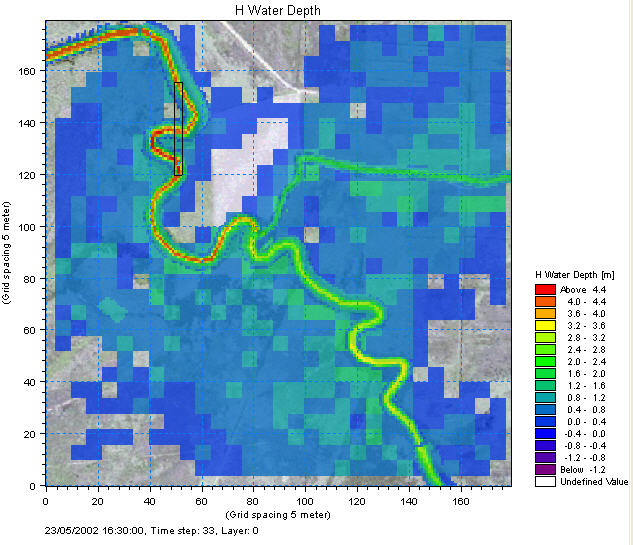 H Water Depth
160
140
120
100
80
60
40
20
0
(Grid spacing 5 meter)
0 20 40 60 80 100 120 140 160
(Grid spacing 5 meter)
H Water Depth [m]
Above 4.4
4.0 - 4.4
3.6 - 4.0
3.2 - 3.6
2.8 - 3.2
2.4 - 2.8
2.0 - 2.4
1.6 - 2.0
1.2 - 1.6
0.8 - 1.2
0.4 - 0.8
0.0 - 0.4
-0.4 - 0.0
-0.8 - -0.4
-1.2 - -0.8
Below -1.2
Undefined Value
23/05/2002 16:30:00, Time step: 33, Layer: 0